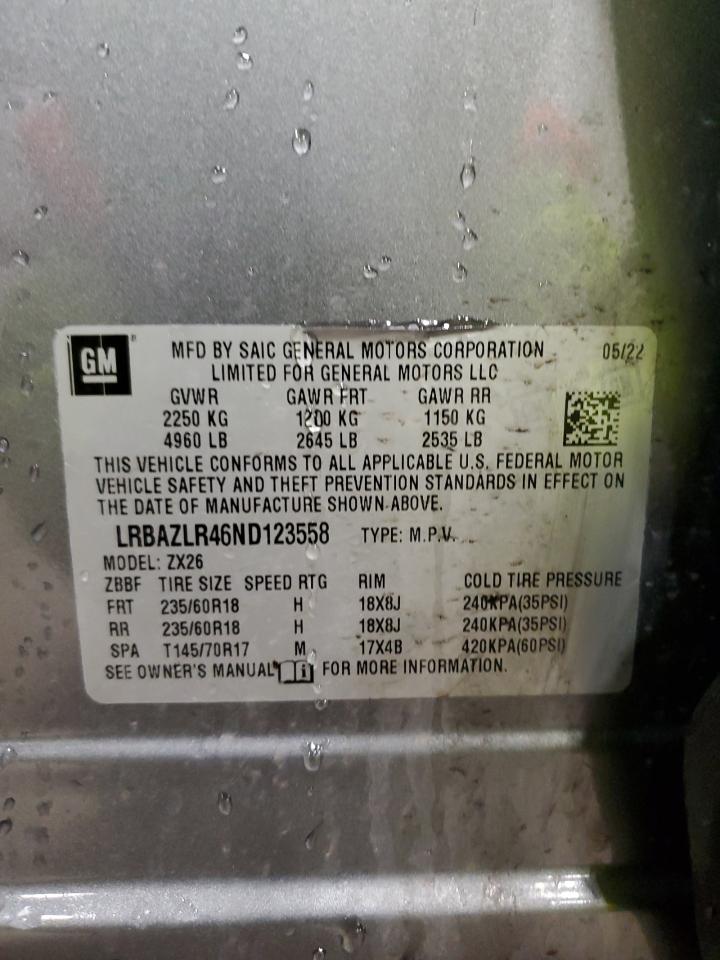 GM
MFD BY SAIC GENERAL MOTORS CORPORATION 05/22
LIMITED FOR GENERAL MOTORS LLC
GVWR GAWR FRT GAWR RR
2250 KG 1200 KG 1150 KG
4960 LB 2645 LB 2535 LB
THIS VEHICLE CONFORMS TO ALL APPLICABLE U.S. FEDERAL MOTOR
VEHICLE SAFETY AND THEFT PREVENTION STANDARDS IN EFFECT ON
THE DATE OF MANUFACTURE SHOWN ABOVE.
LRBAZLR46ND123558 TYPE: M.P.V.
MODEL: ZX26
ZBBF TIRE SIZE SPEED RTG RIM COLD TIRE PRESSURE
FRT 235/60R18 H 18X8J 240KPA(35PSI)
RR 235/60R18 H 18X8J 240KPA(35PSI)
SPA T145/70R17 M 17X4B 420KPA(60PSI)
SEE OWNER'S MANUAL i FOR MORE INFORMATION.